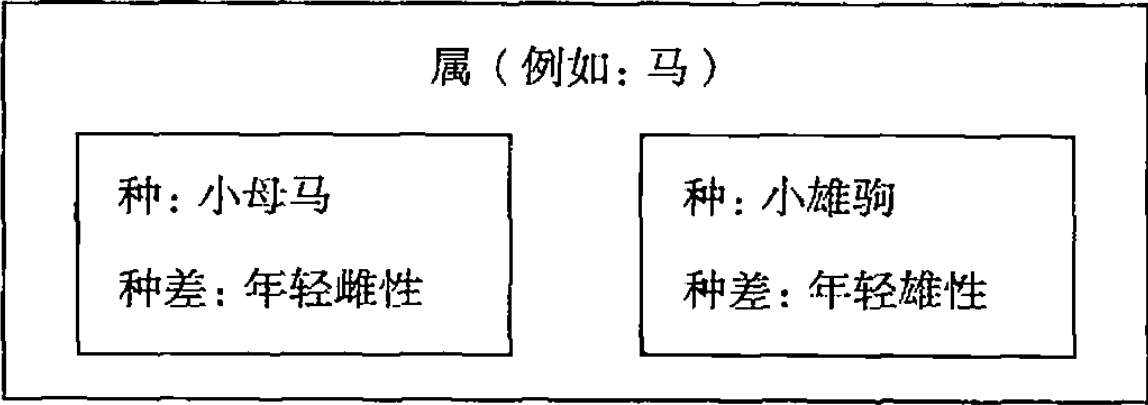 属（例如：马）
种：小母马
种差：年轻雌性
种：小雄驹
种差：年轻雄性